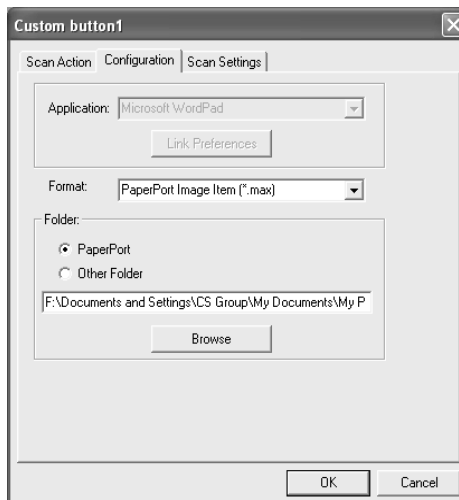 Custom button1
Scan Action Configuration Scan Settings
Application: Microsoft WordPad
Link Preferences
Format: PaperPort Image Item (*.max)
Folder:
PaperPort
Other Folder
F:\Documents and Settings\CS Group\My Documents\My P
Browse
OK Cancel